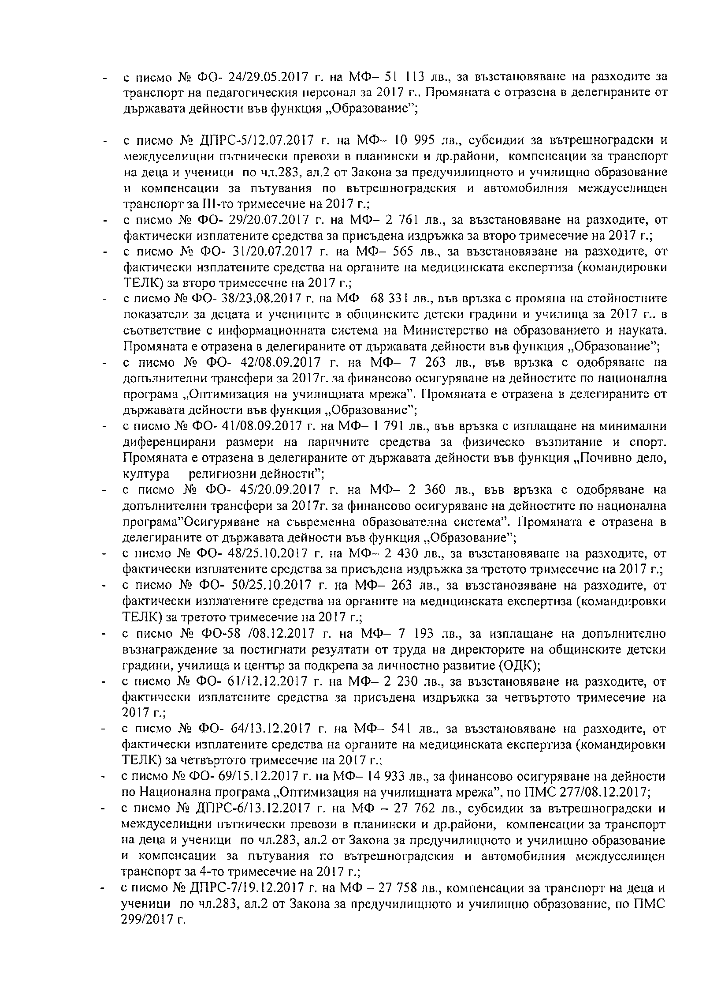 - с писмо № ФО- 24/29.05.2017 г. на МФ– 51 113 лв., за възстановяване на разходите за
транспорт на педагогическия персонал за 2017 г.. Промяната е отразена в делегираните от
държавата дейности във функция „Образование”;
- с писмо № ДПРС-5/12.07.2017 г. на МФ– 10 995 лв., субсидии за вътрешноградски и
междуселищни пътнически превози в планински и др.райони, компенсации за транспорт
на деца и ученици по чл.283, ал.2 от Закона за предучилищното и училищно образование
и компенсации за пътувания по вътрешноградския и автомобилния междуселищен
транспорт за III-то тримесечие на 2017 г.;
- с писмо № ФО- 29/20.07.2017 г. на МФ– 2 761 лв., за възстановяване на разходите, от
фактически изплатените средства за присъдена издръжка за второ тримесечие на 2017 г.;
- с писмо № ФО- 31/20.07.2017 г. на МФ– 565 лв., за възстановяване на разходите, от
фактически изплатените средства на органите на медицинската експертиза (командировки
ТЕЛК) за второ тримесечие на 2017 г.;
- с писмо № ФО- 38/23.08.2017 г. на МФ– 68 331 лв., във връзка с промяна на стойностните
показатели за децата и учениците в общинските детски градини и училища за 2017 г.. в
съответствие с информационната система на Министерство на образованието и науката.
Промяната е отразена в делегираните от държавата дейности във функция „Образование”;
- с писмо № ФО- 42/08.09.2017 г. на МФ– 7 263 лв., във връзка с одобряване на
допълнителни трансфери за 2017г. за финансово осигуряване на дейностите по национална
програма „Оптимизация на училищната мрежа”. Промяната е отразена в делегираните от
държавата дейности във функция „Образование”;
- с писмо № ФО- 41/08.09.2017 г. на МФ– 1 791 лв., във връзка с изплащане на минимални
диференцирани размери на паричните средства за физическо възпитание и спорт.
Промяната е отразена в делегираните от държавата дейности във функция „Почивно дело,
култура религиозни дейности”;
- с писмо № ФО- 45/20.09.2017 г. на МФ– 2 360 лв., във връзка с одобряване на
допълнителни трансфери за 2017г. за финансово осигуряване на дейностите по национална
програма”Осигуряване на съвременна образователна система”. Промяната е отразена в
делегираните от държавата дейности във функция „Образование”;
- с писмо № ФО- 48/25.10.2017 г. на МФ– 2 430 лв., за възстановяване на разходите, от
фактически изплатените средства за присъдена издръжка за третото тримесечие на 2017 г.;
- с писмо № ФО- 50/25.10.2017 г. на МФ– 263 лв., за възстановяване на разходите, от
фактически изплатените средства на органите на медицинската експертиза (командировки
ТЕЛК) за третото тримесечие на 2017 г.;
- с писмо № ФО-58 /08.12.2017 г. на МФ– 7 193 лв., за изплащане на допълнително
възнаграждение за постигнати резултати от труда на директорите на общинските детски
градини, училища и център за подкрепа за личностно развитие (ОДК);
- с писмо № ФО- 61/12.12.2017 г. на МФ– 2 230 лв., за възстановяване на разходите, от
фактически изплатените средства за присъдена издръжка за четвъртото тримесечие на
2017 г.;
- с писмо № ФО- 64/13.12.2017 г. на МФ– 541 лв., за възстановяване на разходите, от
фактически изплатените средства на органите на медицинската експертиза (командировки
ТЕЛК) за четвъртото тримесечие на 2017 г.;
- с писмо № ФО- 69/15.12.2017 г. на МФ– 14 933 лв., за финансово осигуряване на дейности
по Национална програма „Оптимизация на училищната мрежа”, по ПМС 277/08.12.2017;
- с писмо № ДПРС-6/13.12.2017 г. на МФ – 27 762 лв., субсидии за вътрешноградски и
междуселищни пътнически превози в планински и др.райони, компенсации за транспорт
на деца и ученици по чл.283, ал.2 от Закона за предучилищното и училищно образование
и компенсации за пътувания по вътрешноградския и автомобилния междуселищен
транспорт за 4-то тримесечие на 2017 г.;
- с писмо № ДПРС-7/19.12.2017 г. на МФ – 27 758 лв., компенсации за транспорт на деца и
ученици по чл.283, ал.2 от Закона за предучилищното и училищно образование, по ПМС
299/2017 г.